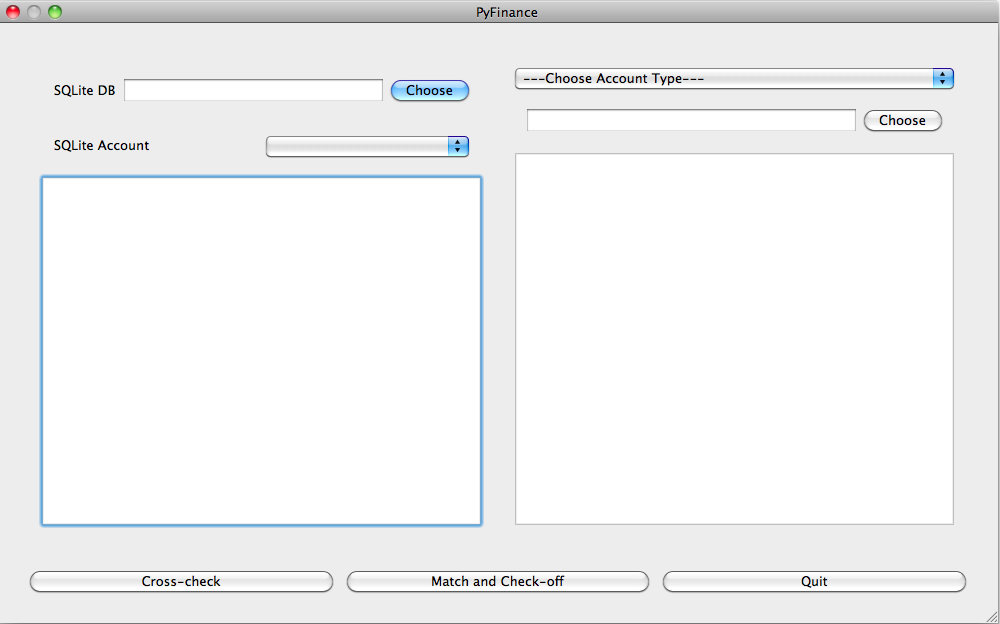 PyFinance
SQLite DB
Choose
---Choose Account Type---
Choose
SQLite Account
Cross-check
Match and Check-off
Quit